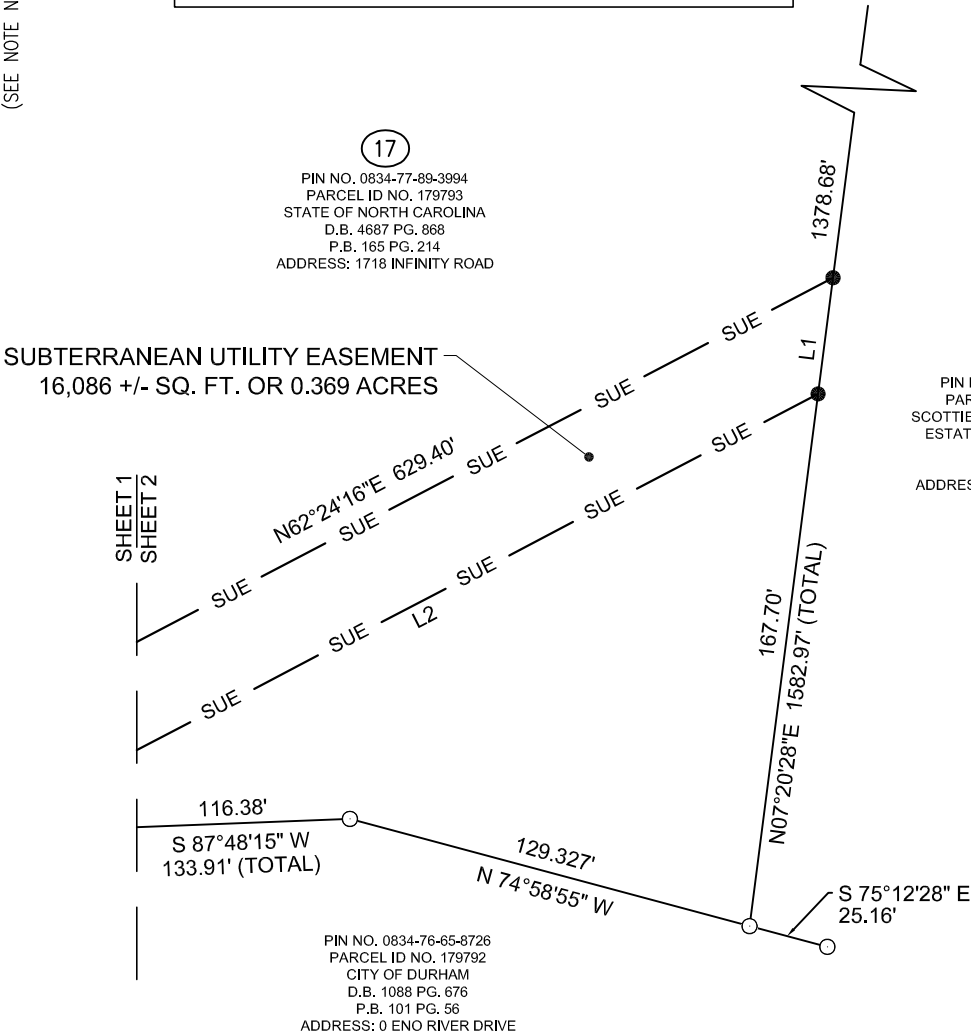 (SEE NOTE
17
PIN NO. 0834-77-89-3994
PARCEL ID NO. 179793
STATE OF NORTH CAROLINA
D.B. 4687 PG. 868
P.B. 165 PG. 214
ADDRESS: 1718 INFINITY ROAD
1378.68'
SUBTERRANEAN UTILITY EASEMENT
16,086 +/- SQ. FT. OR 0.369 ACRES
SUE
SUE
SUE
SUE
SUE
N62°24'16"E 629.40'
L1
SUE
SUE
SUE
SUE
SUE
L2
SHEET 1
SHEET 2
167.70'
N07°20'28"E 1582.97' (TOTAL)
116.38'
S 87°48'15" W
133.91' (TOTAL)
129.327'
N 74°58'55" W
S 75°12'28" E
25.16'
PIN NO. 0834-76-65-8726
PARCEL ID NO. 179792
CITY OF DURHAM
D.B. 1088 PG. 676
P.B. 101 PG. 56
ADDRESS: 0 ENO RIVER DRIVE
PIN
PAR
SCOTTIE
ESTAT
ADDRES